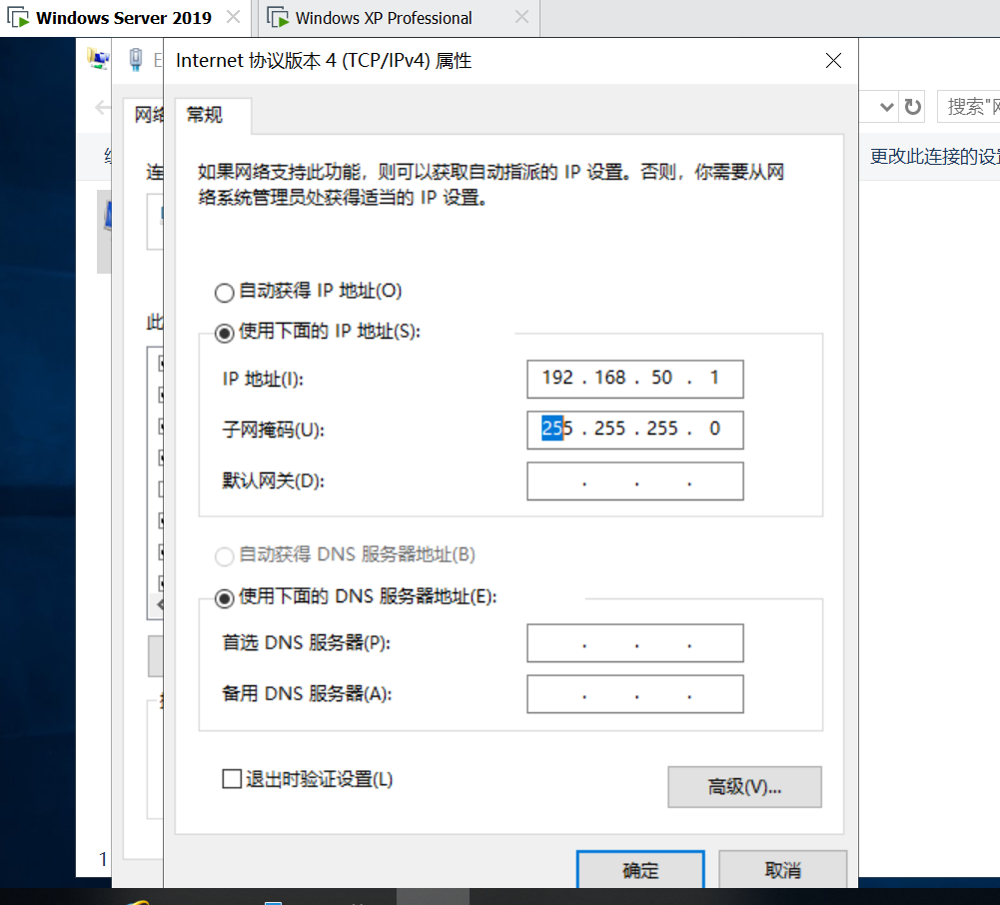 Windows Server 2019
Windows XP Professional
Internet 协议版本 4 (TCP/IPv4) 属性
常规
搜索"网
更改此连接的设置
如果网络支持此功能，则可以获取自动指派的 IP 设置。否则，你需要从网
络系统管理员处获得适当的 IP 设置。
自动获得 IP 地址(O)
使用下面的 IP 地址(S):
IP 地址(I):
192 . 168 . 50 . 1
子网掩码(U):
255 . 255 . 255 . 0
默认网关(D):
. . .
自动获得 DNS 服务器地址(B)
使用下面的 DNS 服务器地址(E):
首选 DNS 服务器(P):
. . .
备用 DNS 服务器(A):
. . .
退出时验证设置(L)
高级(V)...
确定
取消
网络
连
此
1